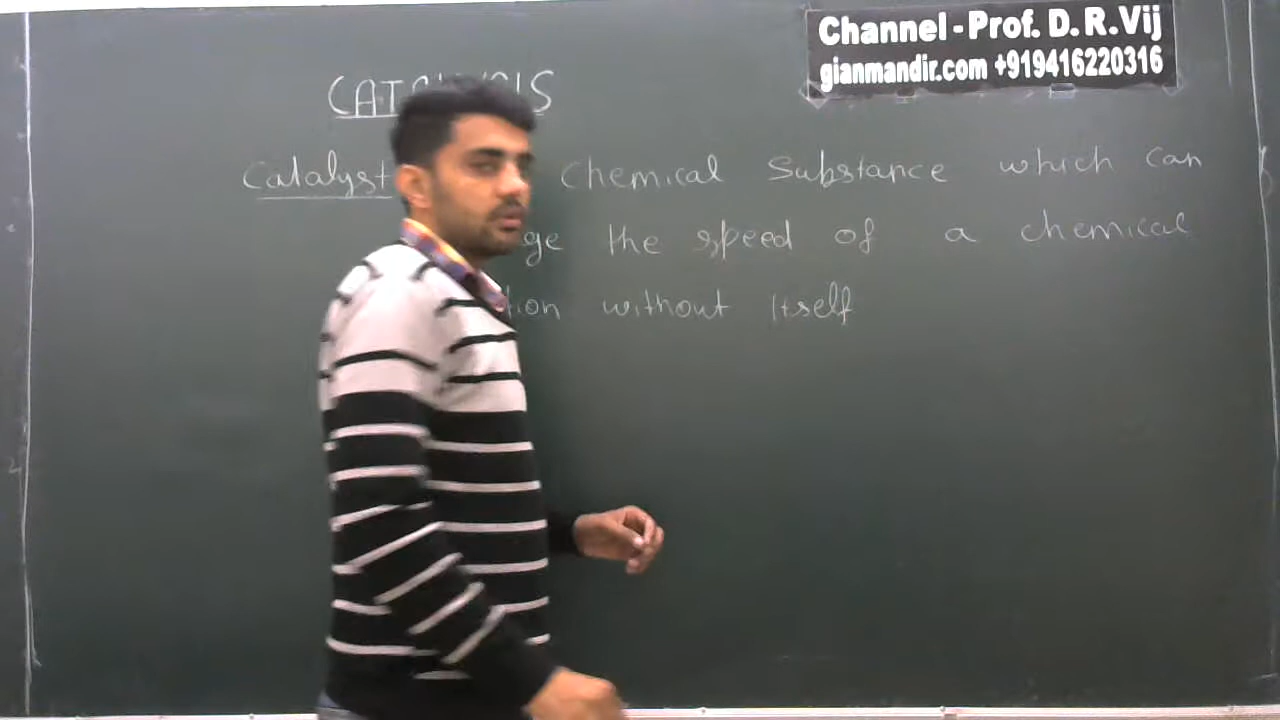 Channel - Prof. D. R. Vij
gianmandir.com +919416220316
Catalyst chemical Substance which can
the speed of a chemical
without Itself